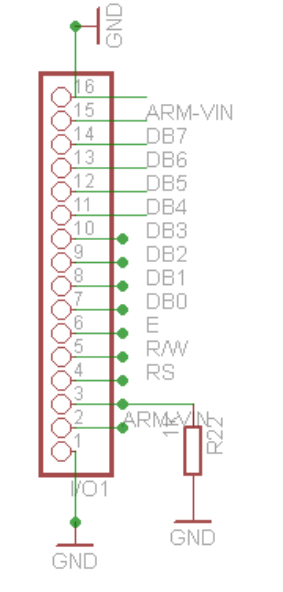 GND
16
15 ARM-VIN
14 DB7
13 DB6
12 DB5
11 DB4
10 DB3
9 DB2
8 DB1
7 DB0
6 E
5 R/W
4 RS
3
2 ARM-VIN
1
1k
R22
I/O1
GND
GND